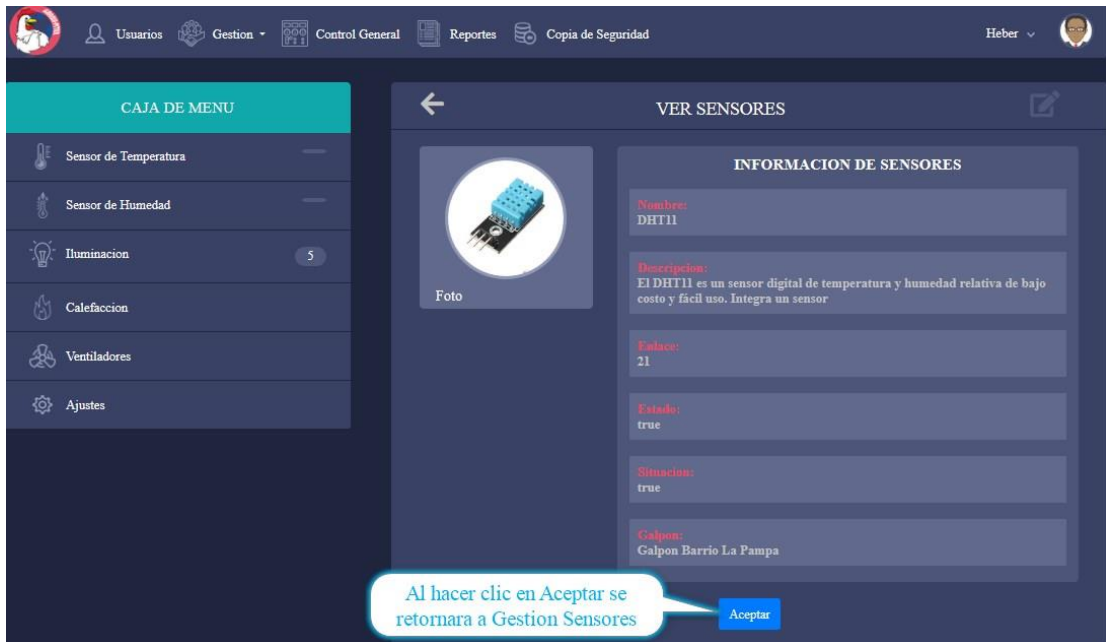 Usuarios
Gestion
Control General
Reportes
Copia de Seguridad
Heber
CAJA DE MENU
Sensor de Temperatura
Sensor de Humedad
Iluminacion
5
Calefaccion
Ventiladores
Ajustes
VER SENSORES
Foto
INFORMACION DE SENSORES
Nombre:
DHT11
Descripcion:
El DHT11 es un sensor digital de temperatura y humedad relativa de bajo
costo y fácil uso. Integra un sensor
Enlace:
21
Estado:
true
Situacion:
true
Galpon:
Galpon Barrio La Pampa
Al hacer clic en Aceptar se
retornara a Gestion Sensores
Aceptar